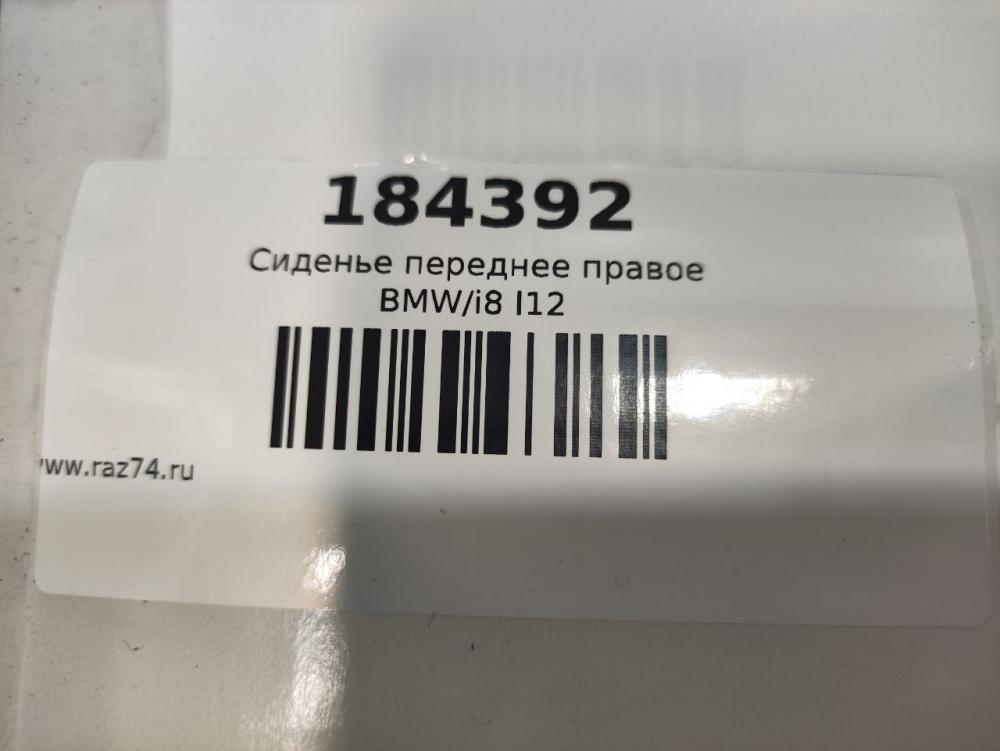 184392
Сиденье переднее правое
BMW/i8 I12
www.raz74.ru